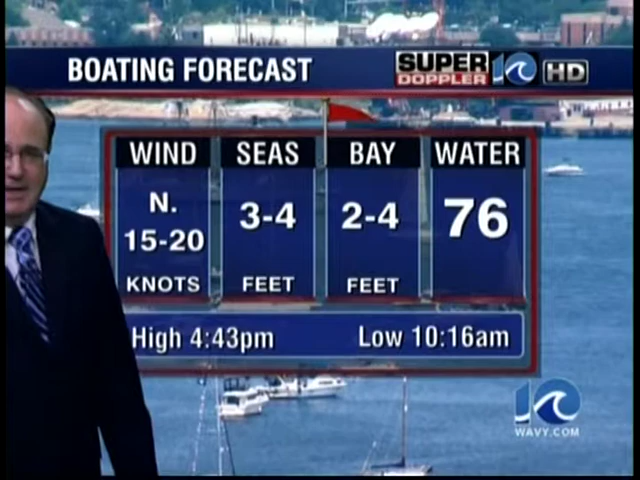 BOATING FORECAST
SUPER DOPPLER 10 HD
WIND SEAS BAY WATER
N. 15-20 3-4 2-4 76
KNOTS FEET FEET
High 4:43pm Low 10:16am
10
WAVY.COM